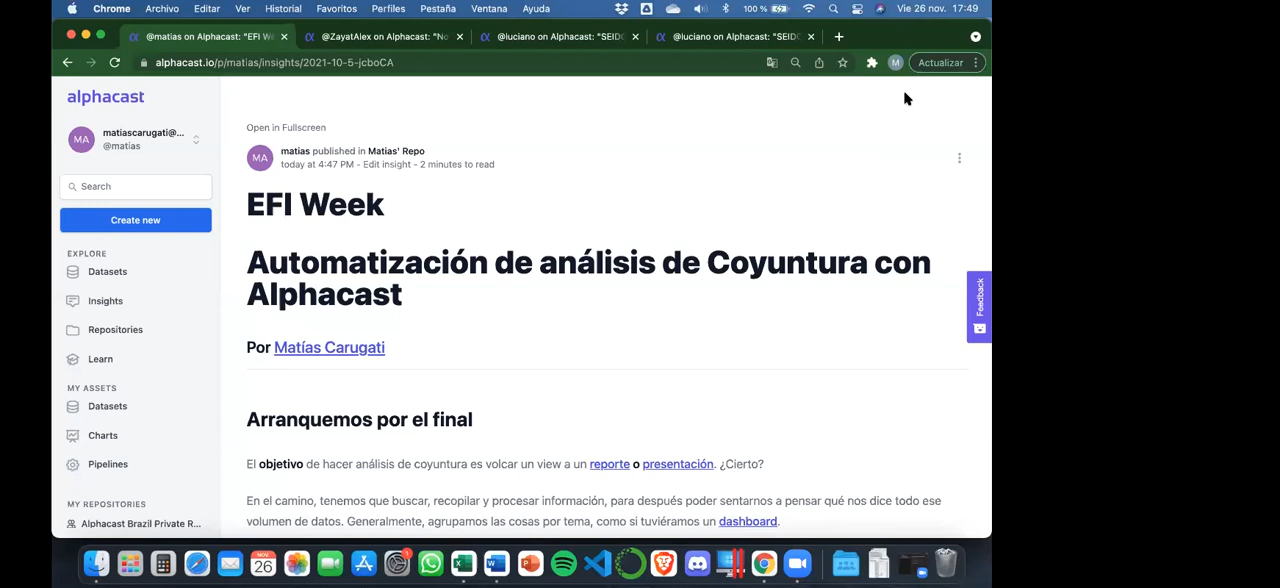 Chrome Archivo Editar Ver Historial Favoritos Perfiles Pestaña Ventana Ayuda 100 % Vie 26 nov. 17:49
@matias on Alphacast: "EFI We @ZayatAlex on Alphacast: "No @luciano on Alphacast: "SEIDO @luciano on Alphacast: "SEIDO
alphacast.io/p/matias/insights/2021-10-5-jcboCA M Actualizar
alphacast
MA
matiascarugati@...
@matias
Search
Create new
EXPLORE
Datasets
Insights
Repositories
Learn
MY ASSETS
Datasets
Charts
Pipelines
MY REPOSITORIES
Alphacast Brazil Private R...
Open in Fullscreen
MA
matias published in Matias' Repo
today at 4:47 PM - Edit insight - 2 minutes to read
EFI Week
Automatización de análisis de Coyuntura con
Alphacast
Por Matías Carugati
Arranquemos por el final
El objetivo de hacer análisis de coyuntura es volcar un view a un reporte o presentación. ¿Cierto?
En el camino, tenemos que buscar, recopilar y procesar información, para después poder sentarnos a pensar qué nos dice todo ese
volumen de datos. Generalmente, agrupamos las cosas por tema, como si tuviéramos un dashboard.
Feedback
NOV
26
1